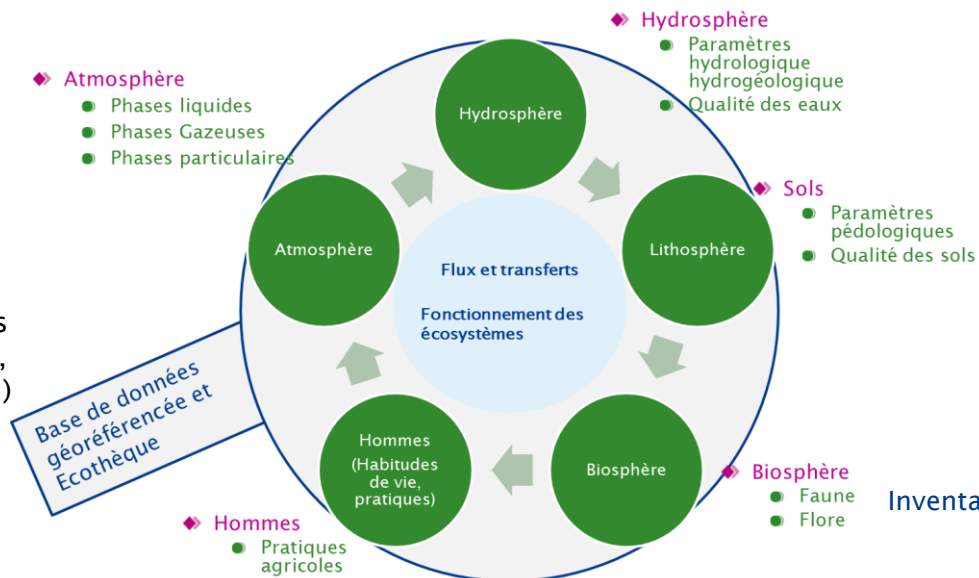 Hydrosphère
Paramètres
hydrologique
hydrogéologique
Qualité des eaux
Atmosphère
Phases liquides
Phases Gazeuses
Phases particulaires
Hydrosphère
Sols
Paramètres
pédologiques
Qualité des sols
Atmosphère
Lithosphère
Flux et transferts
Fonctionnement des
écosystèmes
s
,
)
Base de données
géoréférencée et
Ecothèque
Hommes
(Habitudes
de vie,
pratiques)
Biosphère
Biosphère
Faune
Flore
Inventa
Hommes
Pratiques
agricoles